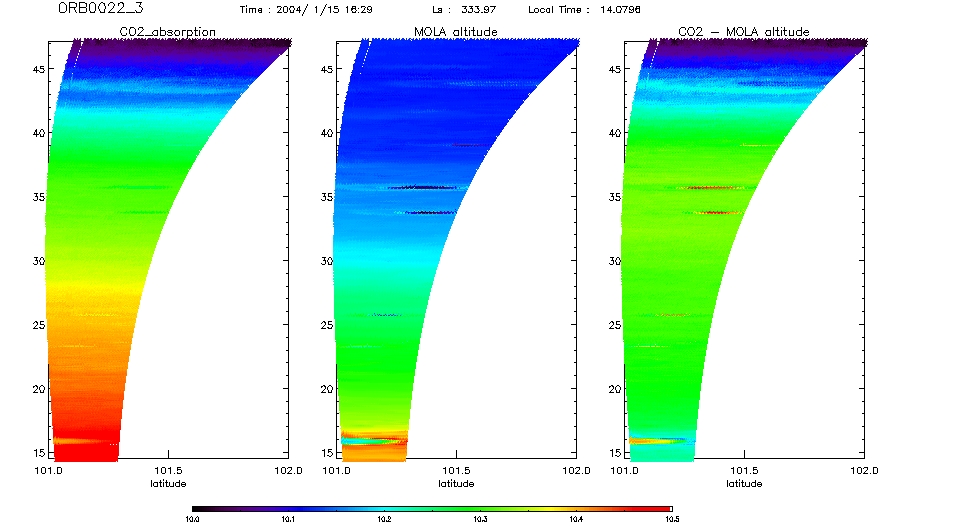 ORB0022_3
Time : 2004/ 1/15 16:29 Ls : 333.97 Local Time : 14.0796
CO2_absorption MOLA altitude CO2 - MOLA altitude
45 45 45
40 40 40
35 35 35
30 30 30
25 25 25
20 20 20
15 15 15
101.0 101.5 102.0 101.0 101.5 102.0 101.0 101.5 102.0
latitude latitude latitude
10.0 10.1 10.2 10.3 10.4 10.5